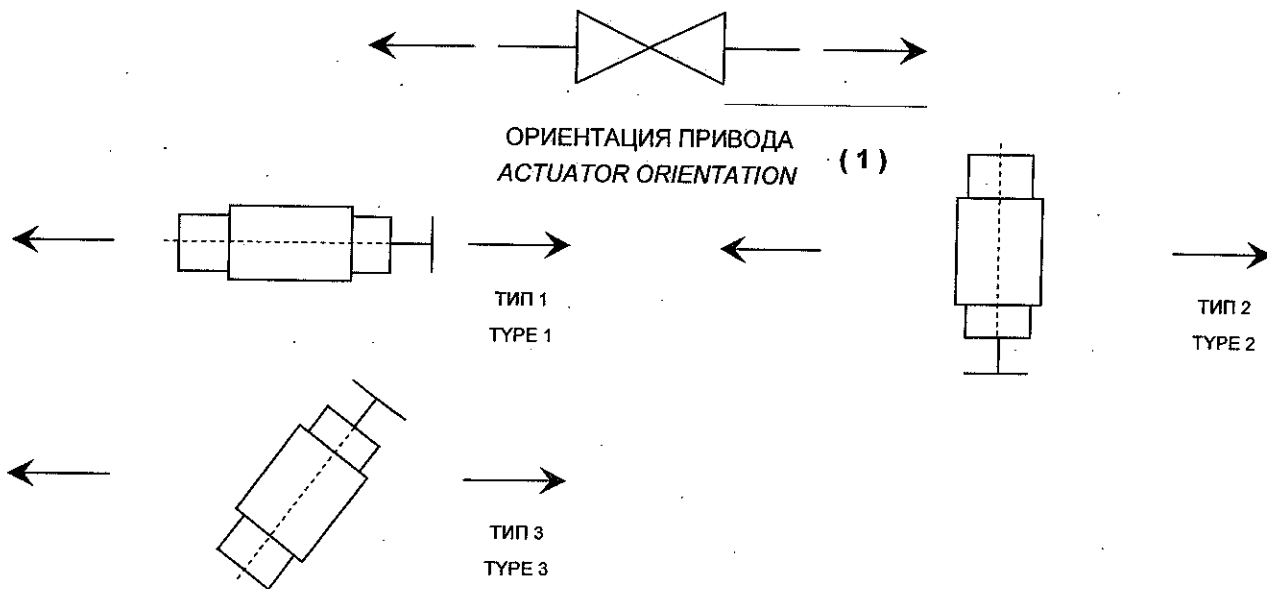 ОРИЕНТАЦИЯ ПРИВОДА
ACTUATOR ORIENTATION
(1)
ТИП 1
TYPE 1
ТИП 2
TYPE 2
ТИП 3
TYPE 3